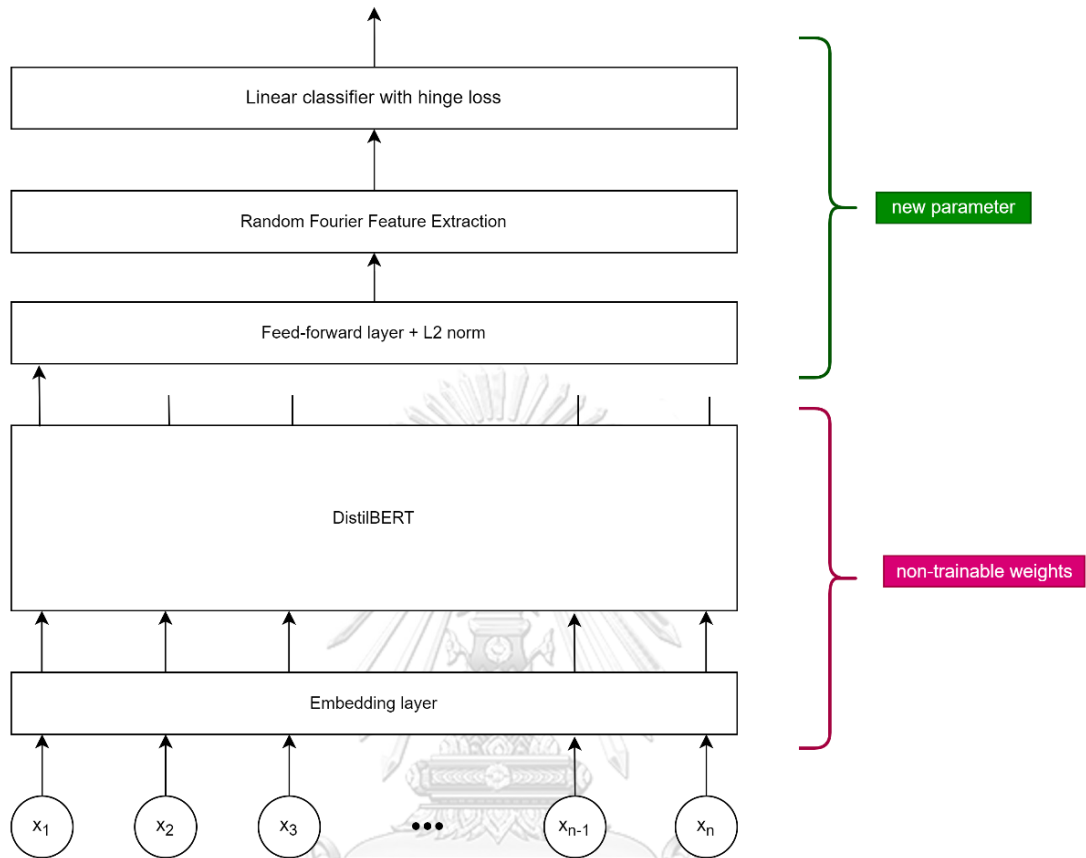 Linear classifier with hinge loss
new parameter
Random Fourier Feature Extraction
Feed-forward layer + L2 norm
DistilBERT
non-trainable weights
Embedding layer
x1 x2 x3 ••• xn-1 xn